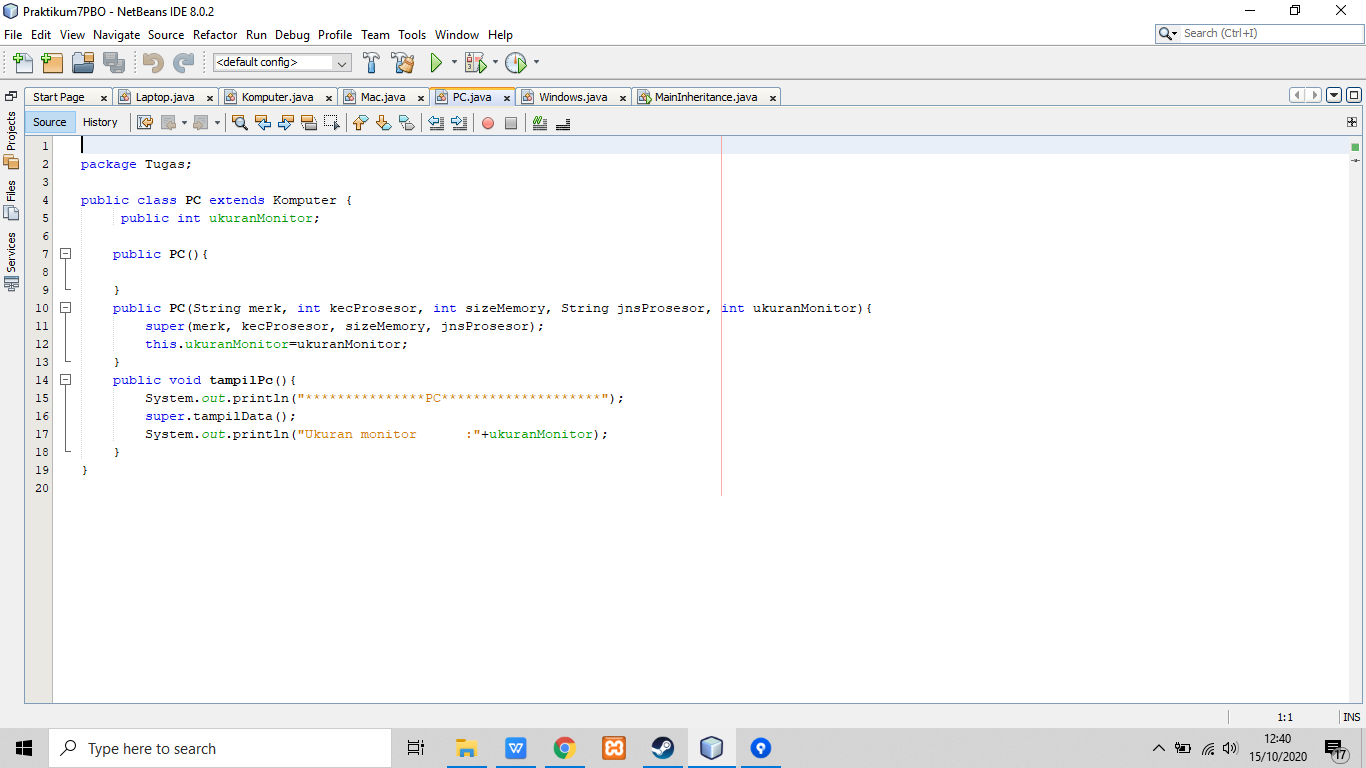 Praktikum7PBO - NetBeans IDE 8.0.2
File Edit View Navigate Source Refactor Run Debug Profile Team Tools Window Help
Search (Ctrl+I)
<default config>
Start Page Laptop.java Komputer.java Mac.java PC.java Windows.java MainInheritance.java
Source History
Projects
Files
Services
1
2 package Tugas;
3
4 public class PC extends Komputer {
5 public int ukuranMonitor;
6
7 public PC(){
8
9 }
10 public PC(String merk, int kecProsesor, int sizeMemory, String jnsProsesor, int ukuranMonitor){
11 super(merk, kecProsesor, sizeMemory, jnsProsesor);
12 this.ukuranMonitor=ukuranMonitor;
13 }
14 public void tampilPc(){
15 System.out.println("***************PC********************");
16 super.tampilData();
17 System.out.println("Ukuran monitor      :"+ukuranMonitor);
18 }
19 }
20
1:1 INS
Type here to search
12:40
15/10/2020
17